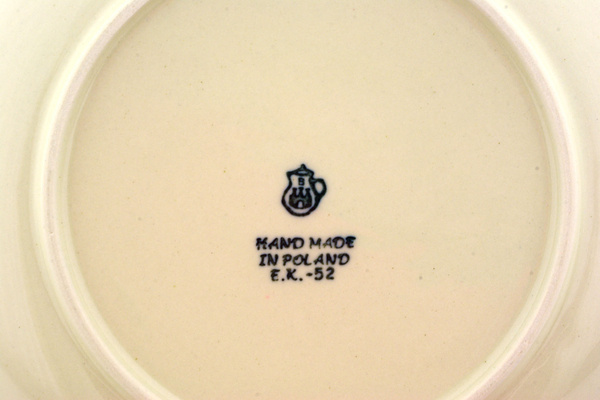 B
HAND MADE
IN POLAND
E.K.-52